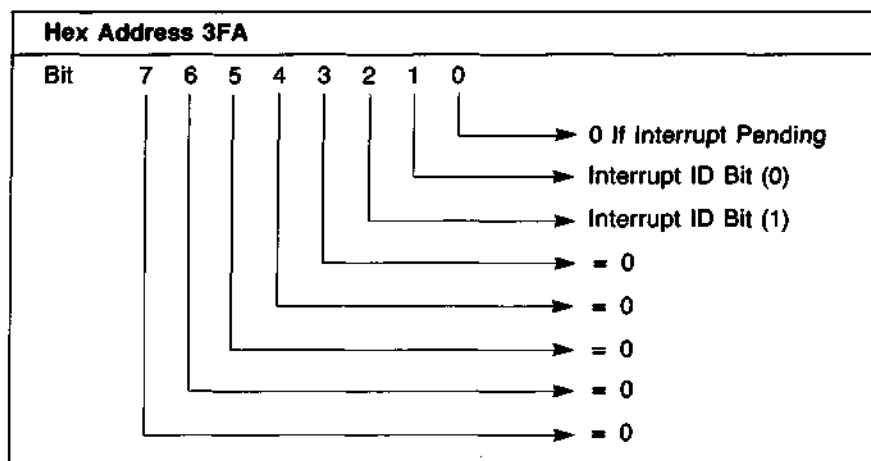 Hex Address 3FA
Bit 7 6 5 4 3 2 1 0
0 If Interrupt Pending
Interrupt ID Bit (0)
Interrupt ID Bit (1)
= 0
= 0
= 0
= 0
= 0